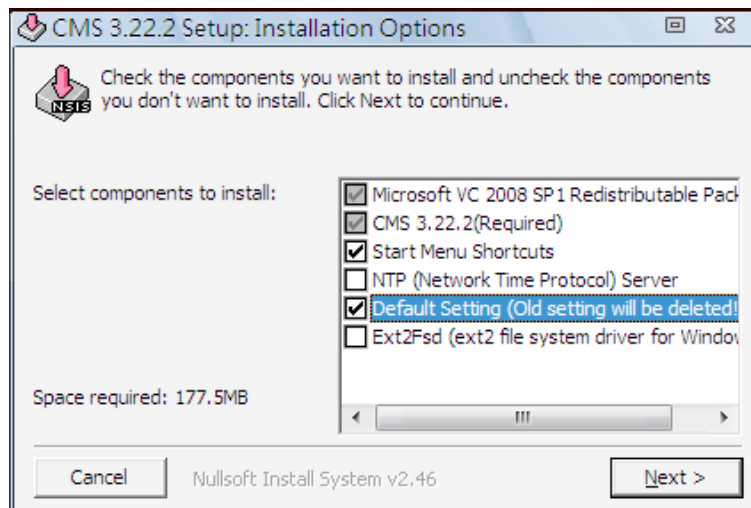 CMS 3.22.2 Setup: Installation Options
NSIS
Check the components you want to install and uncheck the components
you don't want to install. Click Next to continue.
Select components to install:
Microsoft VC 2008 SP1 Redistributable Pack
CMS 3.22.2(Required)
Start Menu Shortcuts
NTP (Network Time Protocol) Server
Default Setting (Old setting will be deleted!
Ext2Fsd (ext2 file system driver for Window
Space required: 177.5MB
Cancel
Nullsoft Install System v2.46
Next >